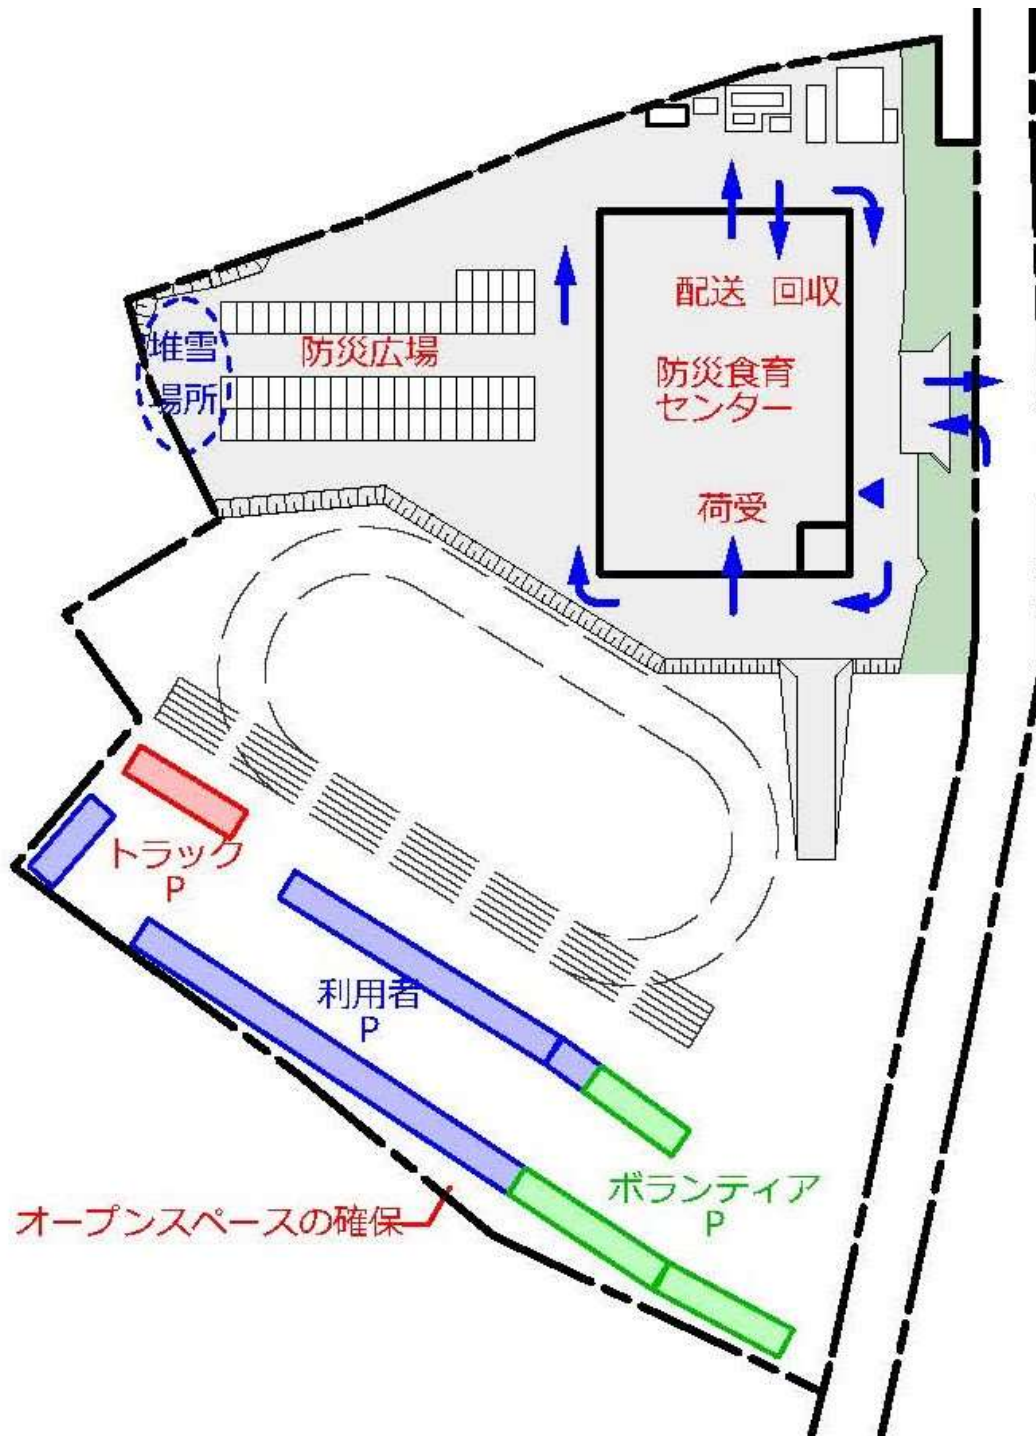 配送 回収
堆雪
場所
防災広場
防災食育
センター
荷受
トラック
P
利用者
P
ボランティア
P
オープンスペースの確保